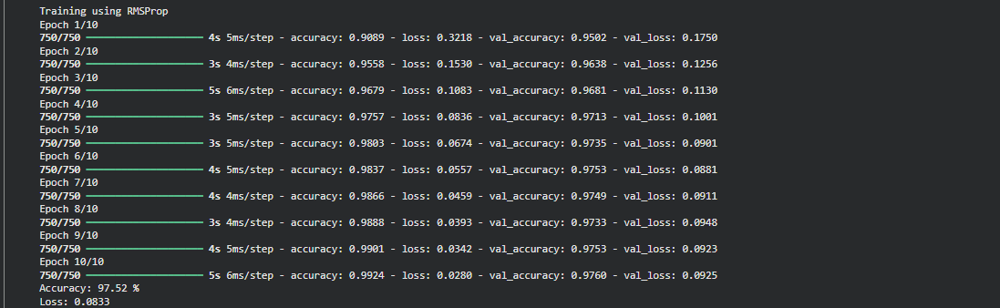 Training using RMSProp
Epoch 1/10
750/750 ━━━━━━━━━━━━━━━━━━━━ 4s 5ms/step - accuracy: 0.9089 - loss: 0.3218 - val_accuracy: 0.9502 - val_loss: 0.1750
Epoch 2/10
750/750 ━━━━━━━━━━━━━━━━━━━━ 3s 4ms/step - accuracy: 0.9558 - loss: 0.1530 - val_accuracy: 0.9638 - val_loss: 0.1256
Epoch 3/10
750/750 ━━━━━━━━━━━━━━━━━━━━ 5s 6ms/step - accuracy: 0.9679 - loss: 0.1083 - val_accuracy: 0.9681 - val_loss: 0.1130
Epoch 4/10
750/750 ━━━━━━━━━━━━━━━━━━━━ 3s 5ms/step - accuracy: 0.9757 - loss: 0.0836 - val_accuracy: 0.9713 - val_loss: 0.1001
Epoch 5/10
750/750 ━━━━━━━━━━━━━━━━━━━━ 3s 5ms/step - accuracy: 0.9803 - loss: 0.0674 - val_accuracy: 0.9735 - val_loss: 0.0901
Epoch 6/10
750/750 ━━━━━━━━━━━━━━━━━━━━ 4s 5ms/step - accuracy: 0.9837 - loss: 0.0557 - val_accuracy: 0.9753 - val_loss: 0.0881
Epoch 7/10
750/750 ━━━━━━━━━━━━━━━━━━━━ 4s 4ms/step - accuracy: 0.9866 - loss: 0.0459 - val_accuracy: 0.9749 - val_loss: 0.0911
Epoch 8/10
750/750 ━━━━━━━━━━━━━━━━━━━━ 3s 4ms/step - accuracy: 0.9888 - loss: 0.0393 - val_accuracy: 0.9733 - val_loss: 0.0948
Epoch 9/10
750/750 ━━━━━━━━━━━━━━━━━━━━ 4s 5ms/step - accuracy: 0.9901 - loss: 0.0342 - val_accuracy: 0.9753 - val_loss: 0.0923
Epoch 10/10
750/750 ━━━━━━━━━━━━━━━━━━━━ 5s 6ms/step - accuracy: 0.9924 - loss: 0.0280 - val_accuracy: 0.9760 - val_loss: 0.0925
Accuracy: 97.52 %
Loss: 0.0833